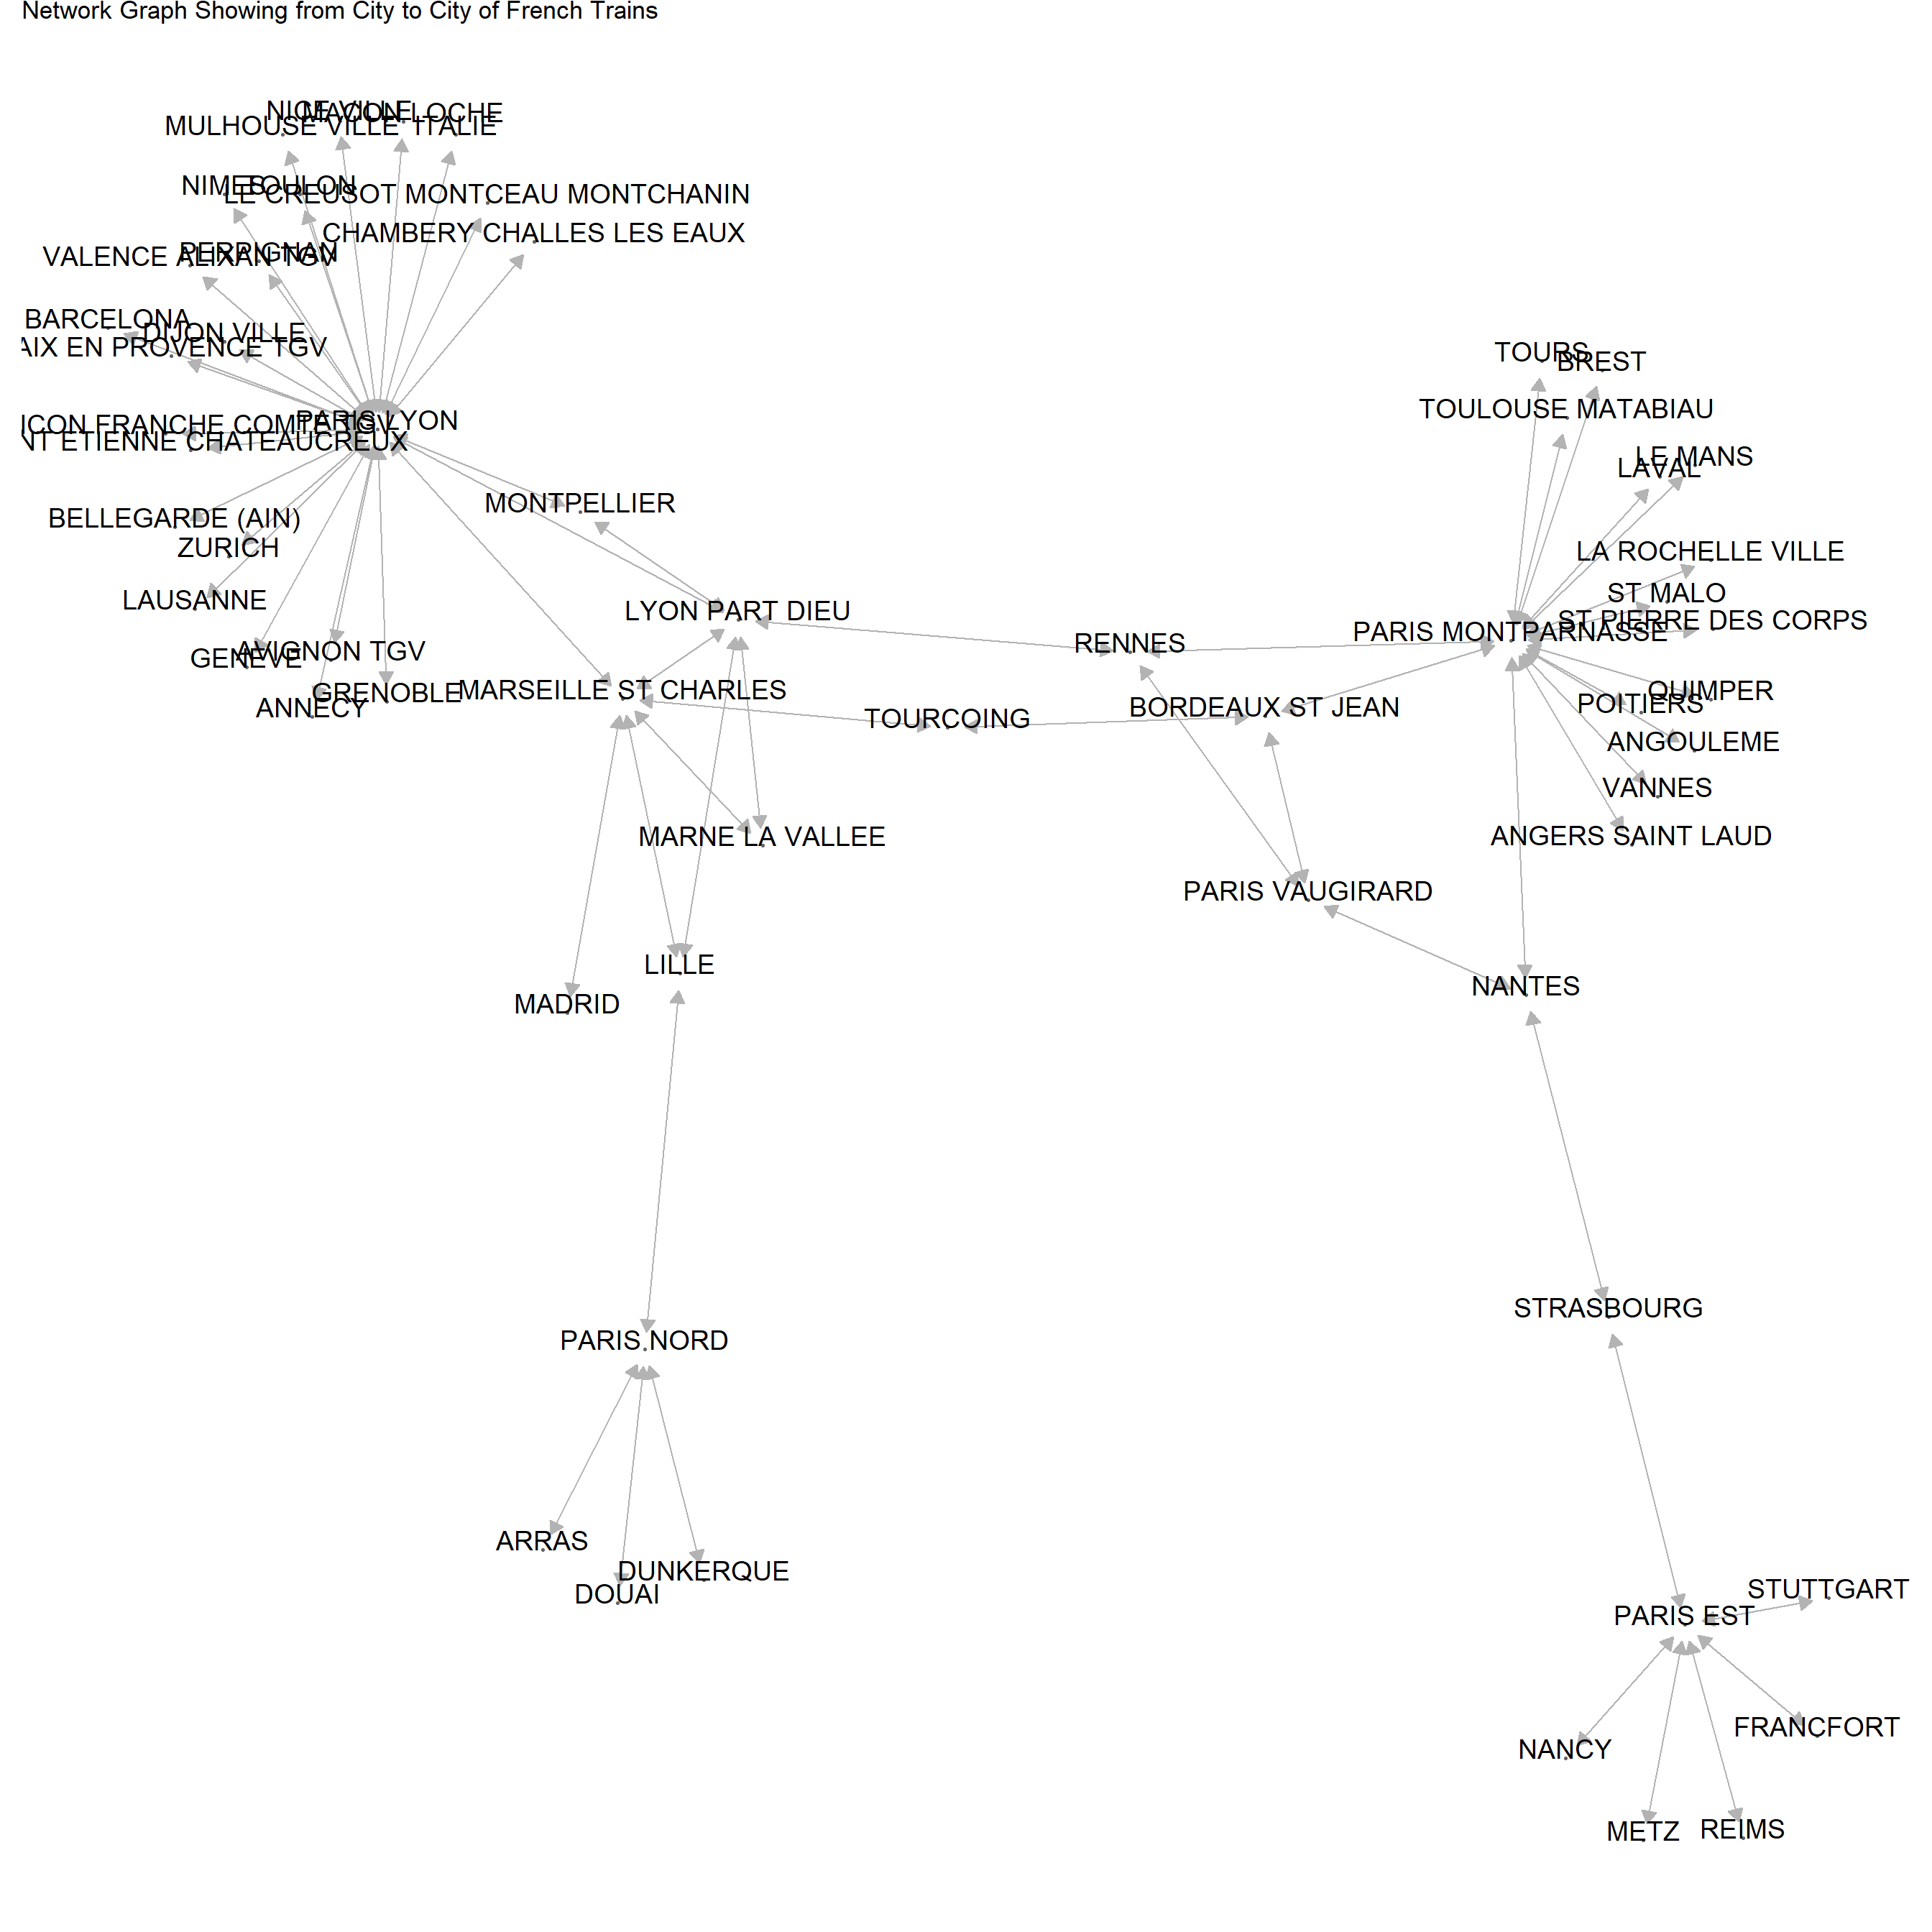 Network Graph Showing from City to City of French Trains
NICE VILLE
MACON LOCHE
MULHOUSE VILLE
ITALIE
NIMES
TOULON
LE CREUSOT MONTCEAU MONTCHANIN
CHAMBERY CHALLES LES EAUX
PERPIGNAN
VALENCE ALIXAN TGV
BARCELONA
DIJON VILLE
AIX EN PROVENCE TGV
TOURS
BREST
TOULOUSE MATABIAU
PARIS LYON
ICON FRANCHE COMTE TGV
NT ETIENNE CHATEAUCREUX
LE MANS
LAVAL
MONTPELLIER
BELLEGARDE (AIN)
ZURICH
LA ROCHELLE VILLE
LAUSANNE
ST MALO
LYON PART DIEU
ST PIERRE DES CORPS
PARIS MONTPARNASSE
RENNES
AVIGNON TGV
GENEVE
MARSEILLE ST CHARLES
GRENOBLE
QUIMPER
ANNECY
POITIERS
BORDEAUX ST JEAN
TOURCOING
ANGOULEME
VANNES
MARNE LA VALLEE
ANGERS SAINT LAUD
PARIS VAUGIRARD
LILLE
NANTES
MADRID
STRASBOURG
PARIS NORD
ARRAS
DUNKERQUE
DOUAI
STUTTGART
PARIS EST
FRANCFORT
NANCY
REIMS
METZ